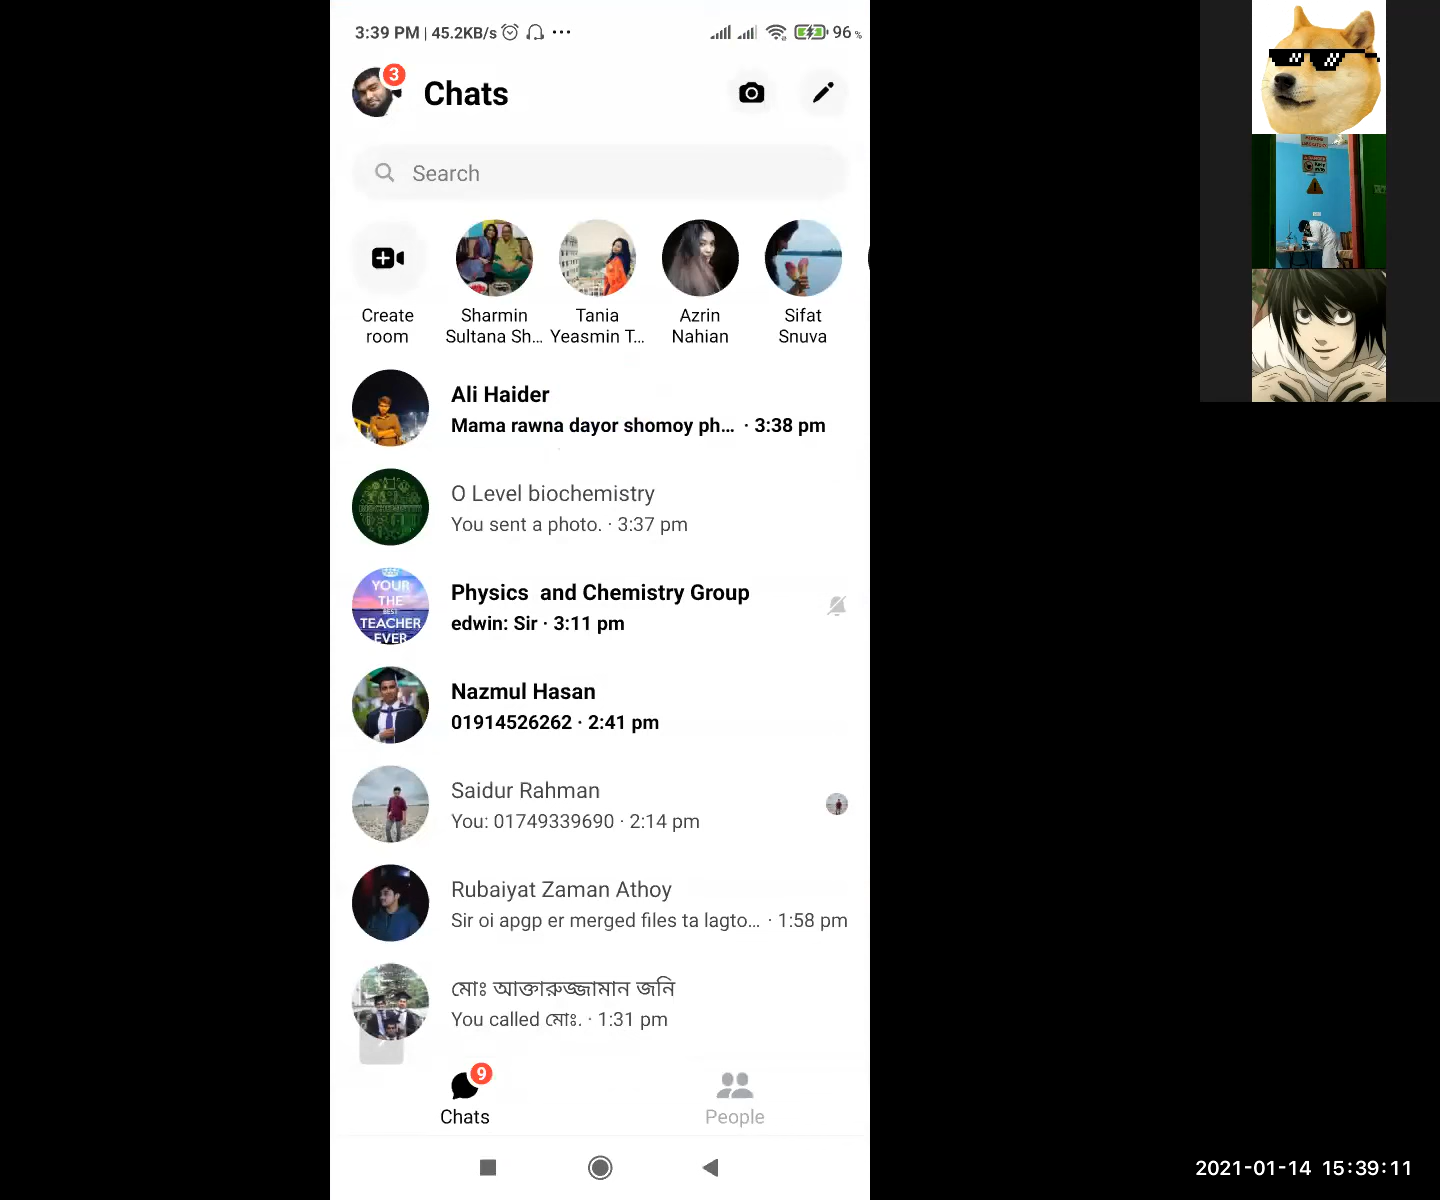 3:39 PM | 45.2KB/s ... 96 %
3
Chats
Search
Create room
Sharmin Sultana Sh...
Tania Yeasmin T...
Azrin Nahian
Sifat Snuva
Ali Haider
Mama rawna dayor shomoy ph... · 3:38 pm
O Level biochemistry
You sent a photo. · 3:37 pm
YOUR
THE
BEST
TEACHER
EVER
Physics and Chemistry Group
edwin: Sir · 3:11 pm
Nazmul Hasan
01914526262 · 2:41 pm
Saidur Rahman
You: 01749339690 · 2:14 pm
Rubaiyat Zaman Athoy
Sir oi apgp er merged files ta lagto... · 1:58 pm
মোঃ আক্তারুজ্জামান জনি
You called মোঃ. · 1:31 pm
9
Chats
People
2021-01-14 15:39:11